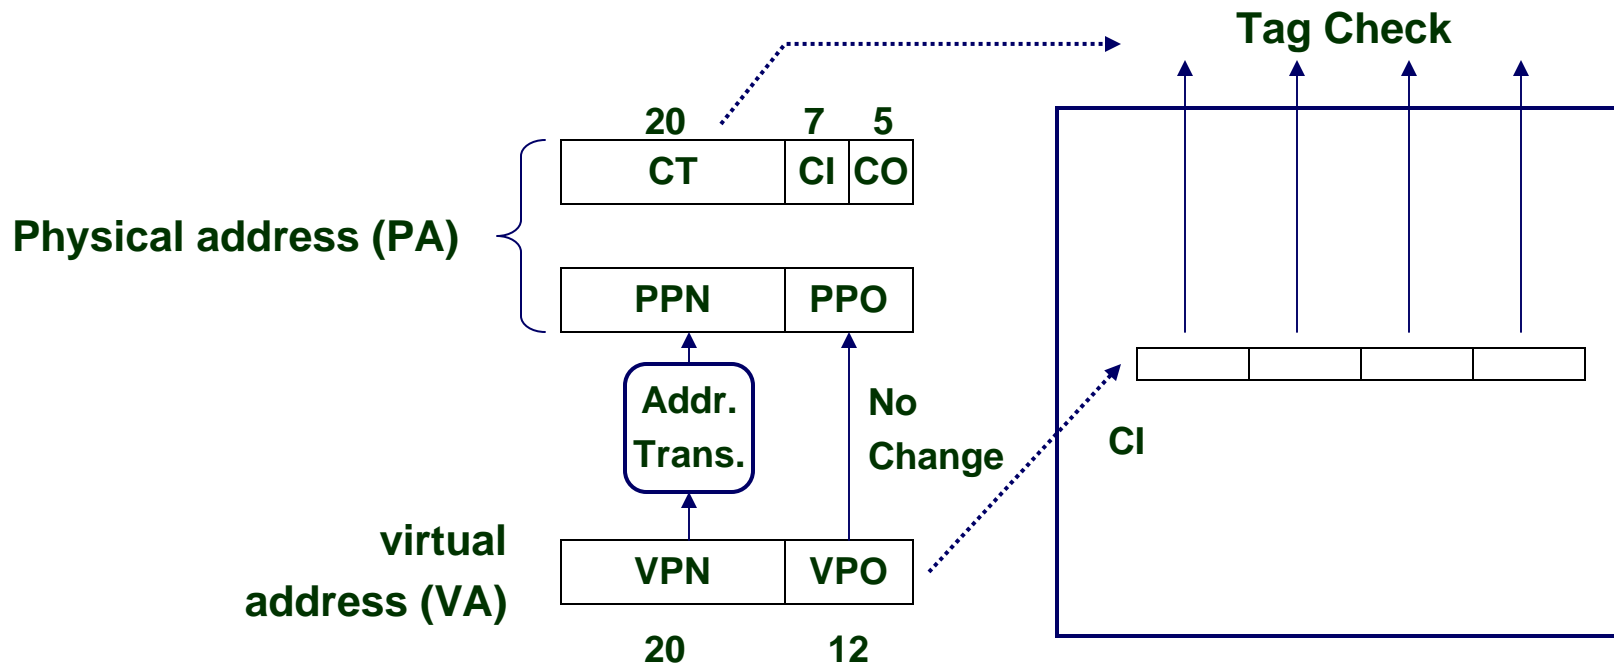 Tag Check
20 7 5
CT CI CO
Physical address (PA)
PPN PPO
Addr.
Trans.
No
Change
CI
virtual
address (VA)
VPN VPO
20 12